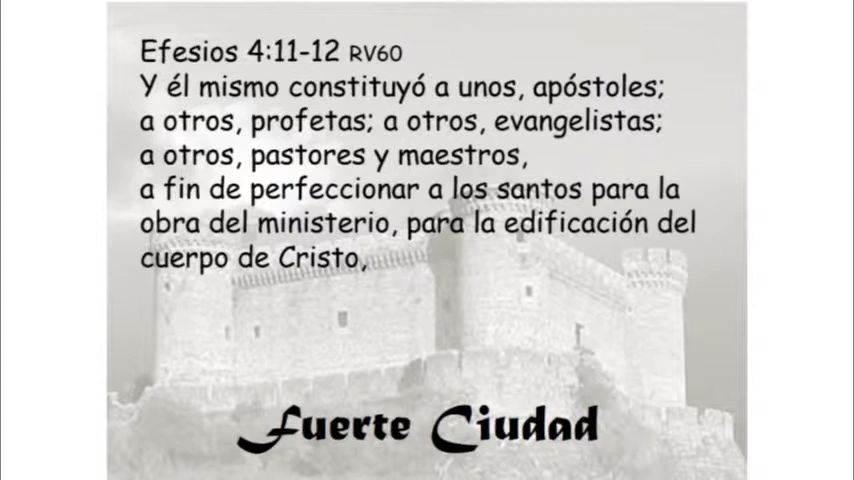 Efesios 4:11-12 RV60
Y él mismo constituyó a unos, apóstoles;
a otros, profetas; a otros, evangelistas;
a otros, pastores y maestros,
a fin de perfeccionar a los santos para la
obra del ministerio, para la edificación del
cuerpo de Cristo,
Fuerte Ciudad